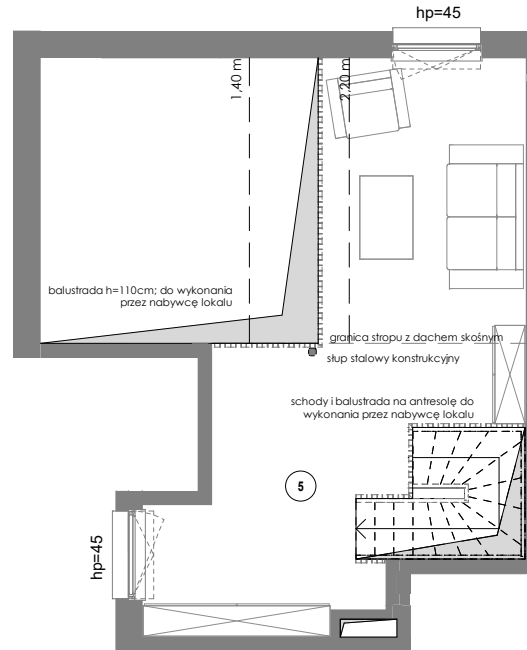 hp=45
1,40 m
2,20 m
balustrada h=110cm; do wykonania
przez nabywcę lokalu
granica stropu z dachem skośnym
słup stalowy konstrukcyjny
schody i balustrada na antresolę do
wykonania przez nabywcę lokalu
5
hp=45